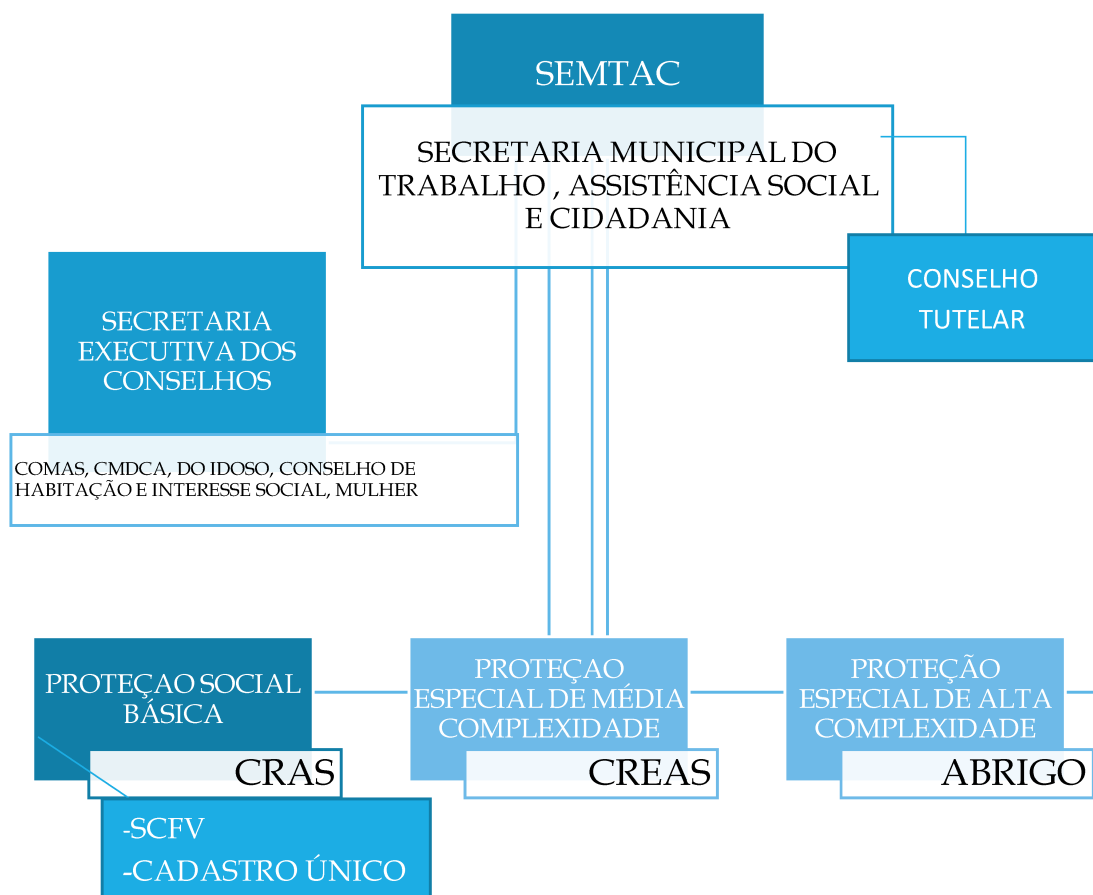 SEMTAC
SECRETARIA MUNICIPAL DO
TRABALHO , ASSISTÊNCIA SOCIAL
E CIDADANIA
CONSELHO
TUTELAR
SECRETARIA
EXECUTIVA DOS
CONSELHOS
COMAS, CMDCA, DO IDOSO, CONSELHO DE
HABITAÇÃO E INTERESSE SOCIAL, MULHER
PROTEÇAO SOCIAL
BÁSICA
CRAS
-SCFV
-CADASTRO ÚNICO
PROTEÇAO
ESPECIAL DE MÉDIA
COMPLEXIDADE
CREAS
PROTEÇÃO
ESPECIAL DE ALTA
COMPLEXIDADE
ABRIGO